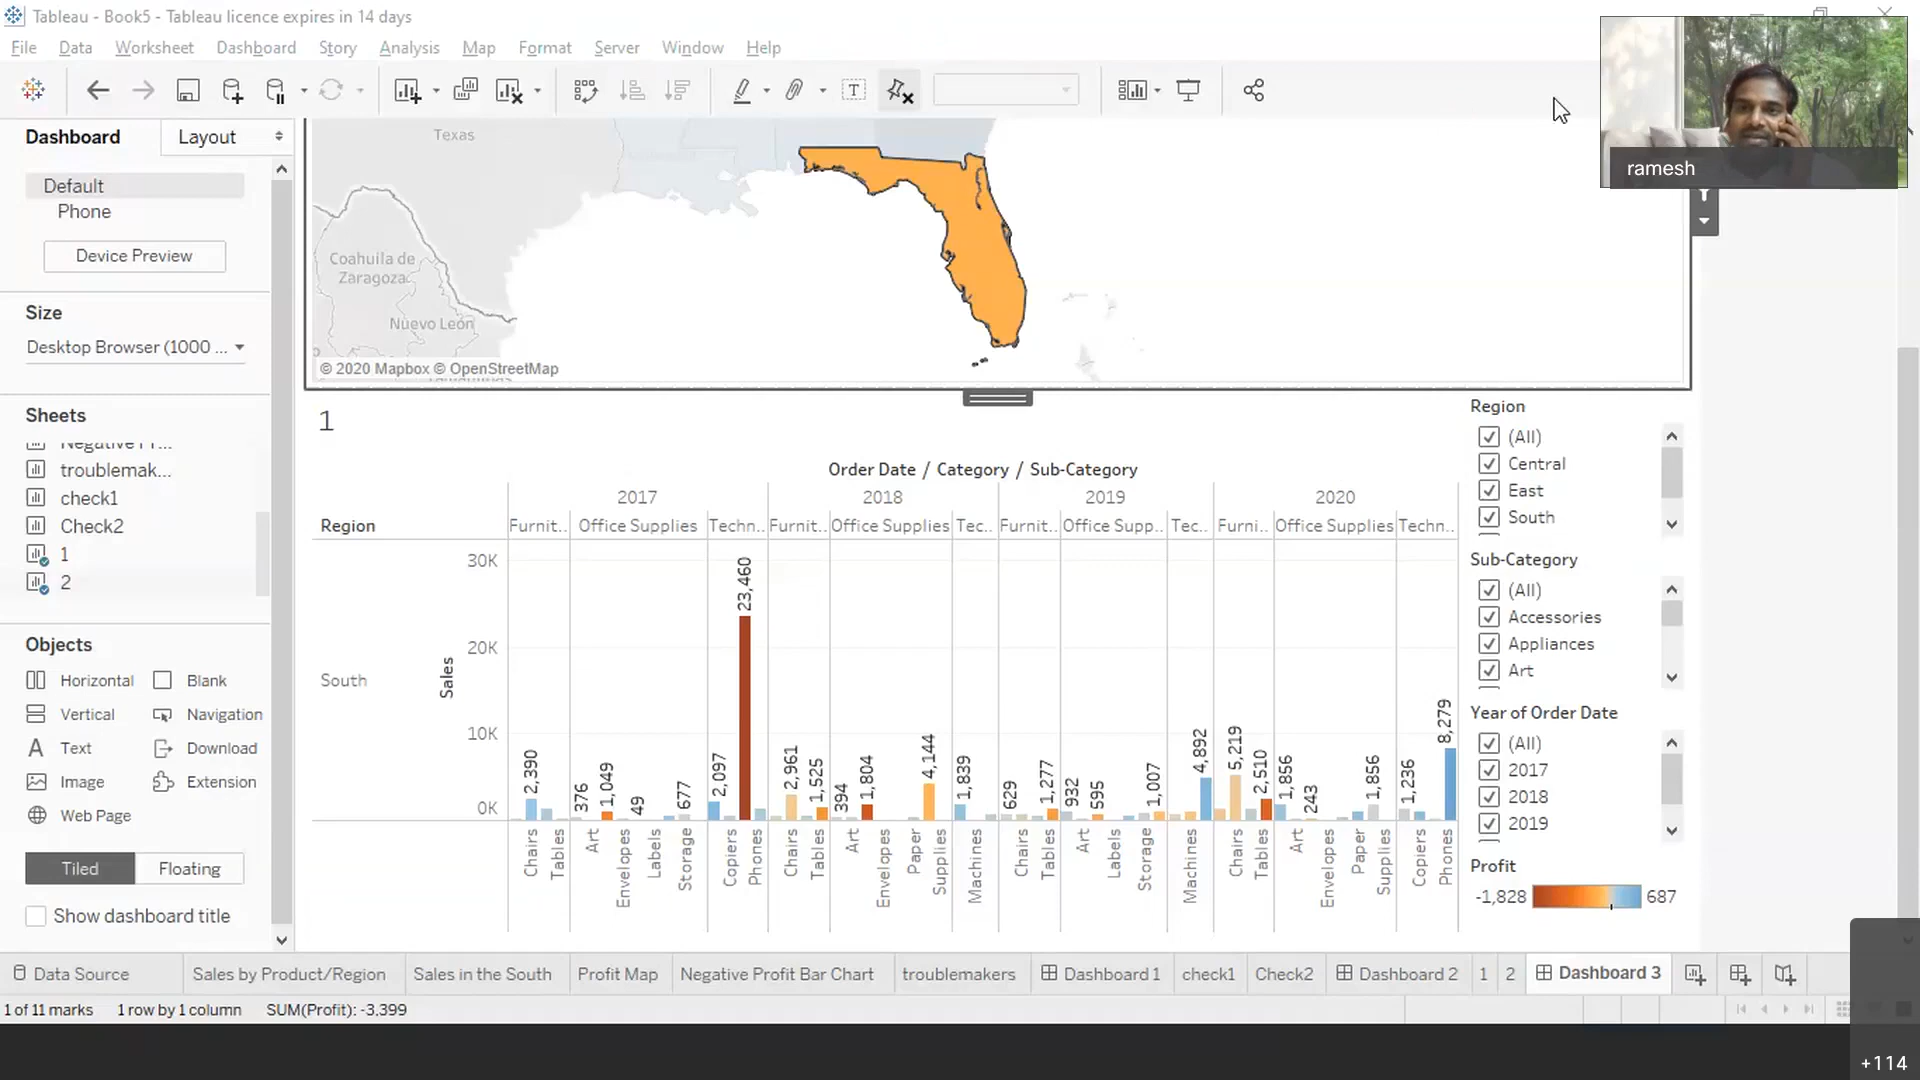 Tableau - Book5 - Tableau licence expires in 14 days
File Data Worksheet Dashboard Story Analysis Map Format Server Window Help
ramesh
Dashboard Layout
Default
Phone
Device Preview
Size
Desktop Browser (1000 ...
Sheets
Negative Pr...
troublemak...
check1
Check2
1
2
Objects
Horizontal Blank
Vertical Navigation
Text Download
Image Extension
Web Page
Tiled Floating
Show dashboard title
Texas
Coahuila de
Zaragoza
Nuevo León
© 2020 Mapbox © OpenStreetMap
1
Order Date / Category / Sub-Category
2017 2018 2019 2020
Region Furnit.. Office Supplies Techn.. Furnit.. Office Supplies Tec.. Furnit.. Office Supp.. Tec.. Furni.. Office Supplies Techn..
South
Sales
30K
20K
10K
0K
2,390 376 1,049 49 677 2,097 23,460 2,961 1,525 394 1,804 4,144 1,839 629 1,277 932 595 1,007 4,892 5,219 2,510 1,856 243 1,856 1,236 8,279
Chairs Tables Art Envelopes Labels Storage Copiers Phones Chairs Tables Art Envelopes Paper Supplies Machines Chairs Tables Art Labels Storage Machines Chairs Tables Art Envelopes Paper Supplies Copiers Phones
Region
(All)
Central
East
South
Sub-Category
(All)
Accessories
Appliances
Art
Year of Order Date
(All)
2017
2018
2019
Profit
-1,828 687
Data Source Sales by Product/Region Sales in the South Profit Map Negative Profit Bar Chart troublemakers Dashboard 1 check1 Check2 Dashboard 2 1 2 Dashboard 3
1 of 11 marks 1 row by 1 column SUM(Profit): -3,399
+114